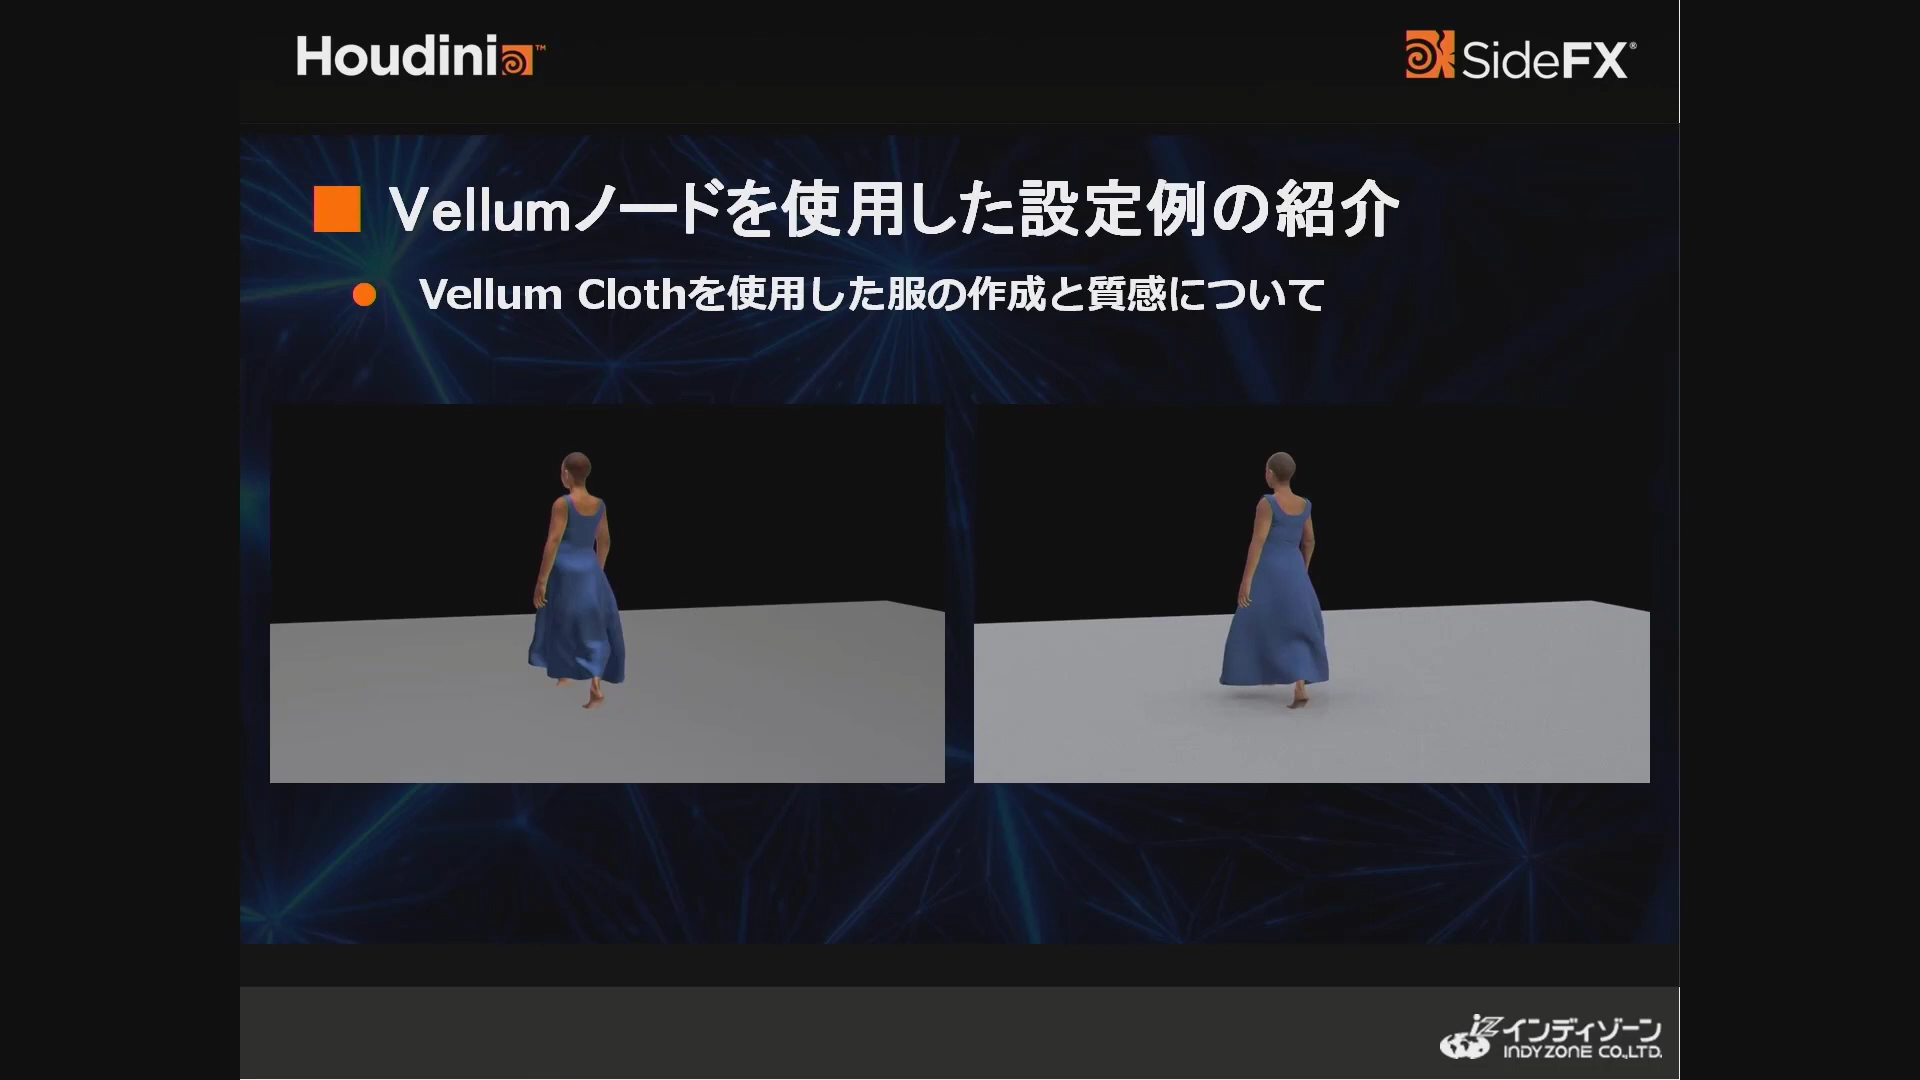 Houdini™
SideFX®
Vellumノードを使用した設定例の紹介
Vellum Clothを使用した服の作成と質感について
iZ インディゾーン
INDYZONE CO.,LTD.